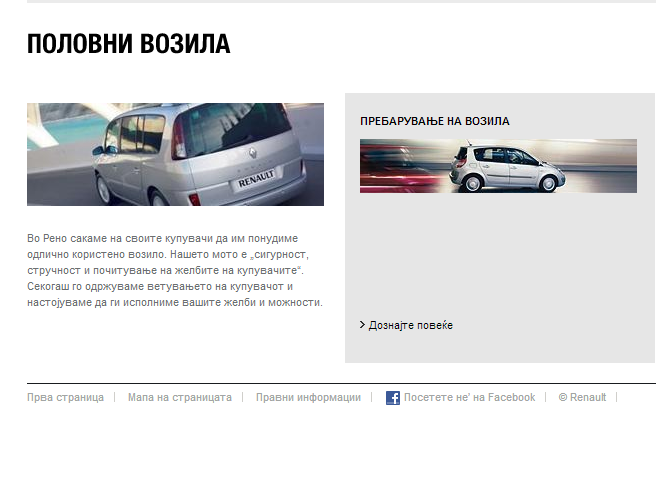 ПОЛОВНИ ВОЗИЛА
RENAULT
Во Рено сакаме на своите купувачи да им понудиме
одлично користено возило. Нашето мото е „сигурност,
стручност и почитување на желбите на купувачите“.
Секогаш го одржуваме ветувањето на купувачот и
настојуваме да ги исполниме вашите желби и можности.
ПРЕБАРУВАЊЕ НА ВОЗИЛА
Дознајте повеќе
Прва страница | Мапа на страницата | Правни информации | Посетете не' на Facebook | © Renault |